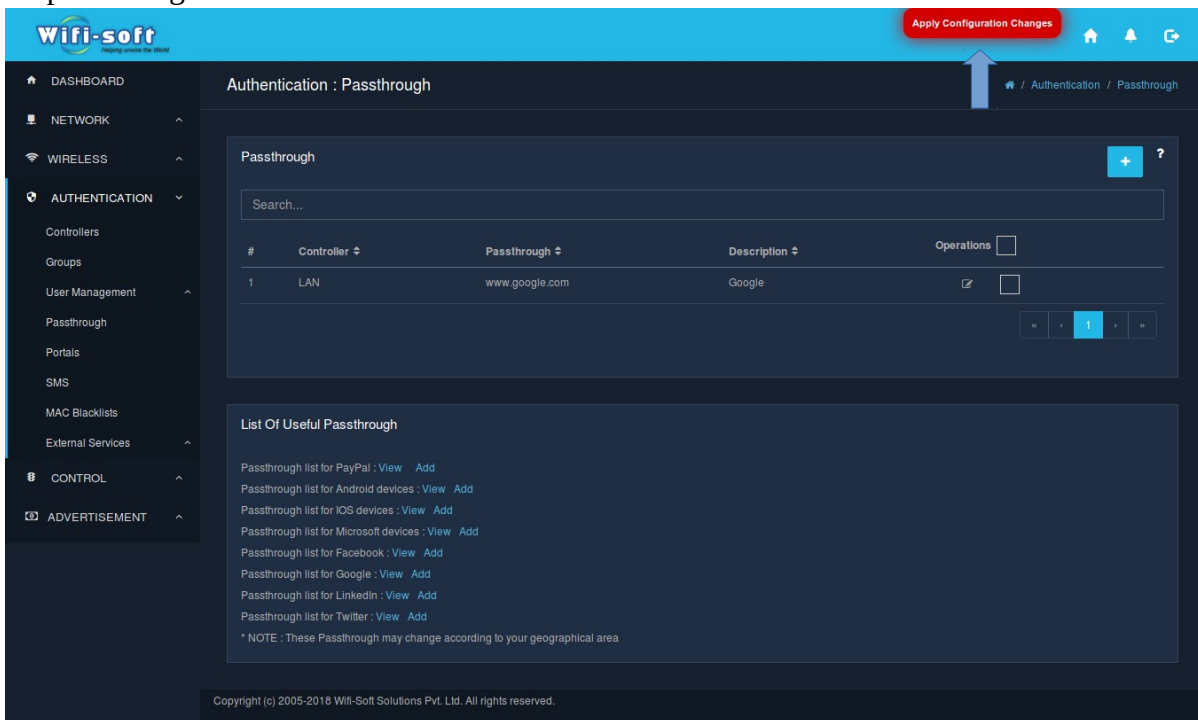 Wifi-soft
Helping unwire the World
Apply Configuration Changes
DASHBOARD
NETWORK
WIRELESS
AUTHENTICATION
Controllers
Groups
User Management
Passthrough
Portals
SMS
MAC Blacklists
External Services
CONTROL
ADVERTISEMENT
Authentication : Passthrough
/ Authentication / Passthrough
Passthrough
+ ?
Search...
# Controller Passthrough Description Operations
1 LAN www.google.com Google
« ‹ 1 › »
List Of Useful Passthrough
Passthrough list for PayPal : View Add
Passthrough list for Android devices : View Add
Passthrough list for IOS devices : View Add
Passthrough list for Microsoft devices : View Add
Passthrough list for Facebook : View Add
Passthrough list for Google : View Add
Passthrough list for LinkedIn : View Add
Passthrough list for Twitter : View Add
* NOTE : These Passthrough may change according to your geographical area
Copyright (c) 2005-2018 Wifi-Soft Solutions Pvt. Ltd. All rights reserved.